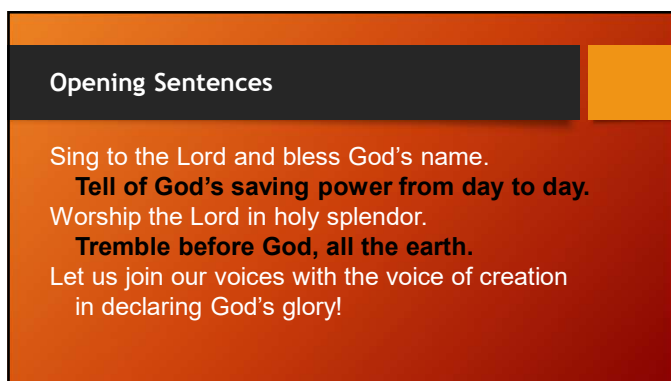 Opening Sentences
Sing to the Lord and bless God's name.
Tell of God's saving power from day to day.
Worship the Lord in holy splendor.
Tremble before God, all the earth.
Let us join our voices with the voice of creation
in declaring God's glory!